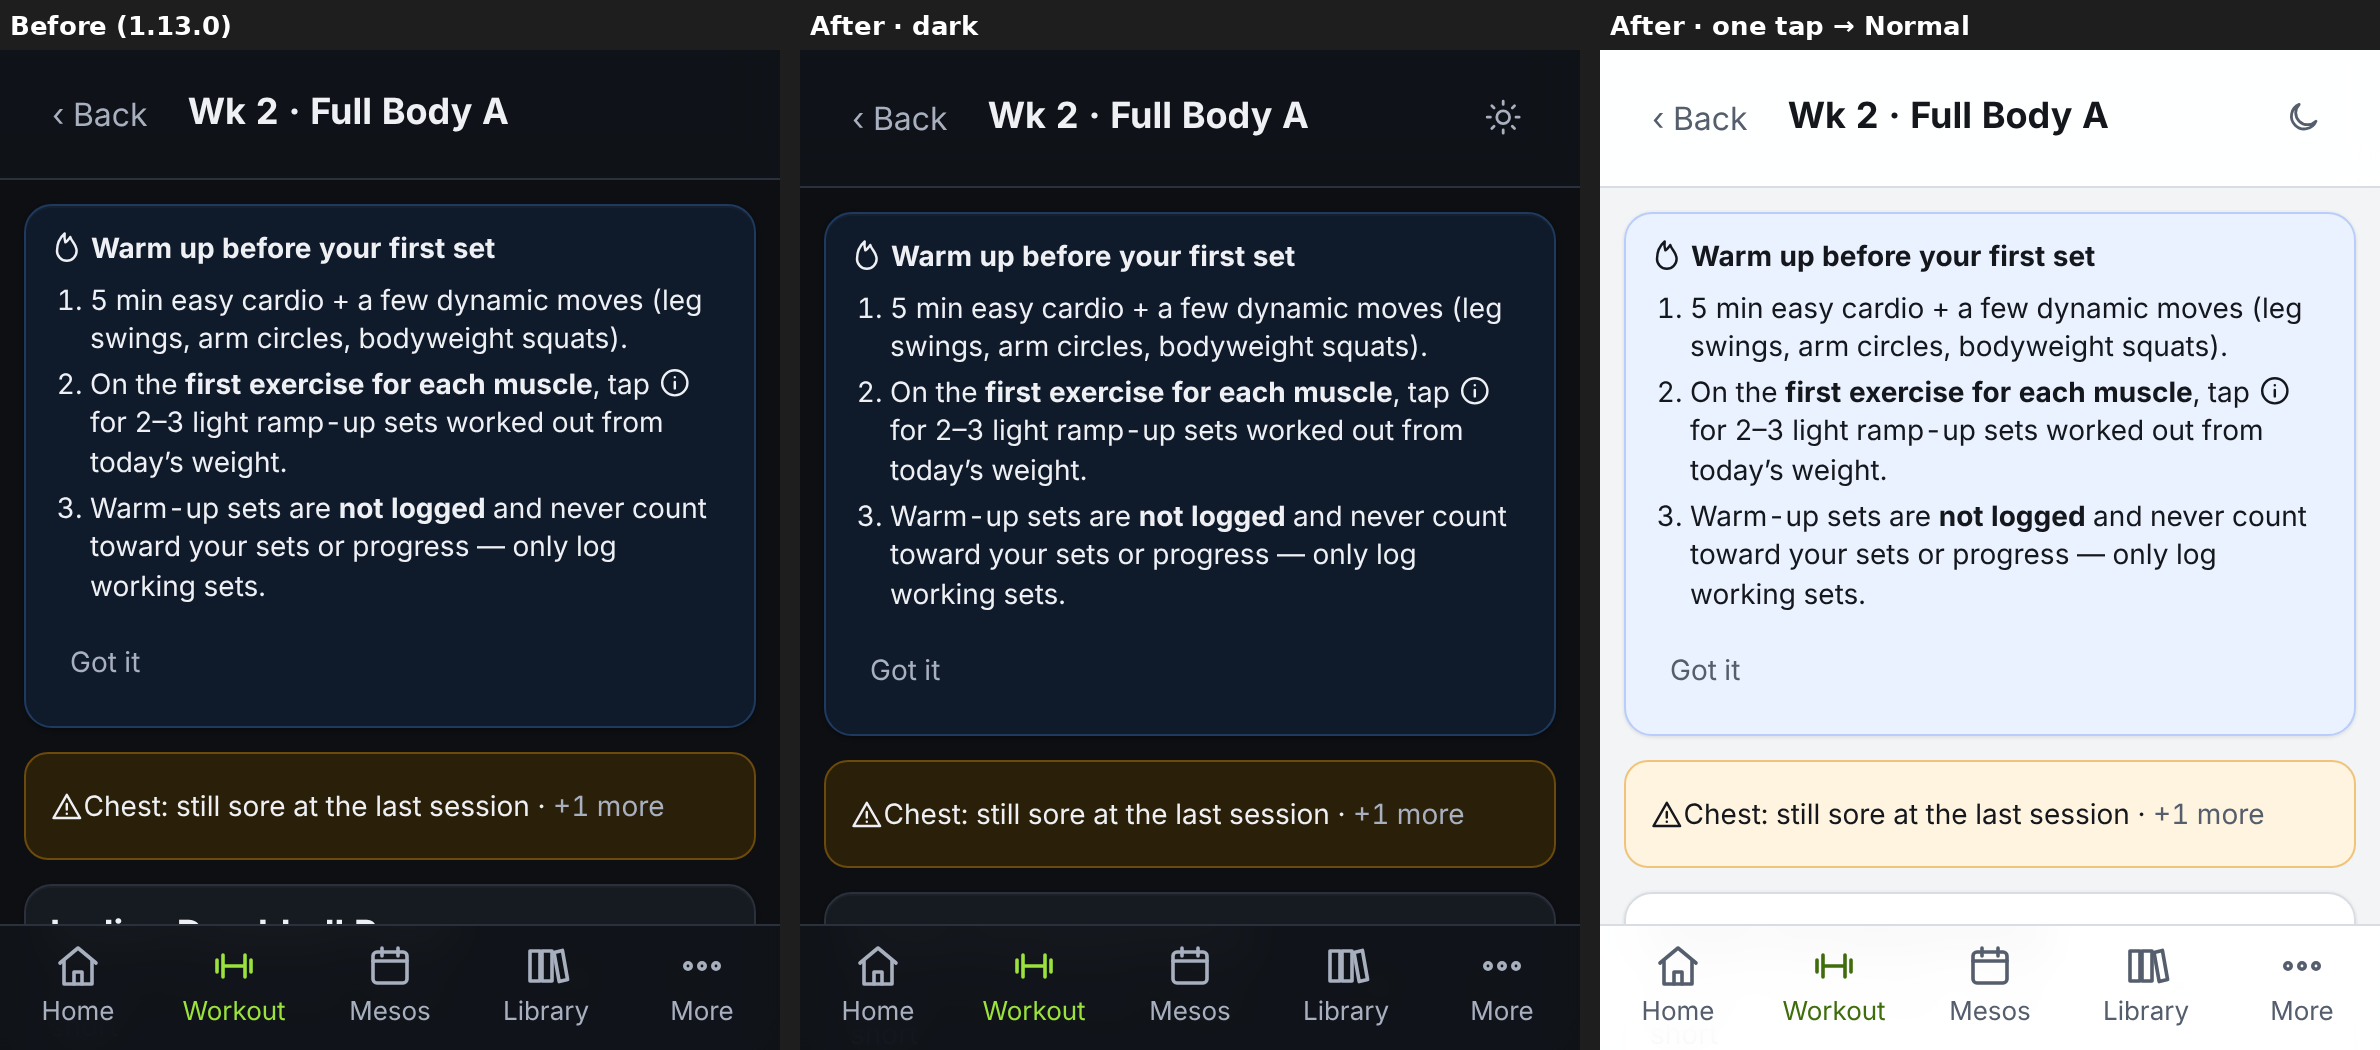 Before (1.13.0)
‹ Back Wk 2 · Full Body A
Warm up before your first set
1. 5 min easy cardio + a few dynamic moves (leg
swings, arm circles, bodyweight squats).
2. On the first exercise for each muscle, tap
for 2–3 light ramp-up sets worked out from
today’s weight.
3. Warm-up sets are not logged and never count
toward your sets or progress — only log
working sets.
Got it
Chest: still sore at the last session · +1 more
Home Workout Mesos Library More
After · dark
‹ Back Wk 2 · Full Body A
Warm up before your first set
1. 5 min easy cardio + a few dynamic moves (leg
swings, arm circles, bodyweight squats).
2. On the first exercise for each muscle, tap
for 2–3 light ramp-up sets worked out from
today’s weight.
3. Warm-up sets are not logged and never count
toward your sets or progress — only log
working sets.
Got it
Chest: still sore at the last session · +1 more
Home Workout Mesos Library More
After · one tap → Normal
‹ Back Wk 2 · Full Body A
Warm up before your first set
1. 5 min easy cardio + a few dynamic moves (leg
swings, arm circles, bodyweight squats).
2. On the first exercise for each muscle, tap
for 2–3 light ramp-up sets worked out from
today’s weight.
3. Warm-up sets are not logged and never count
toward your sets or progress — only log
working sets.
Got it
Chest: still sore at the last session · +1 more
Home Workout Mesos Library More